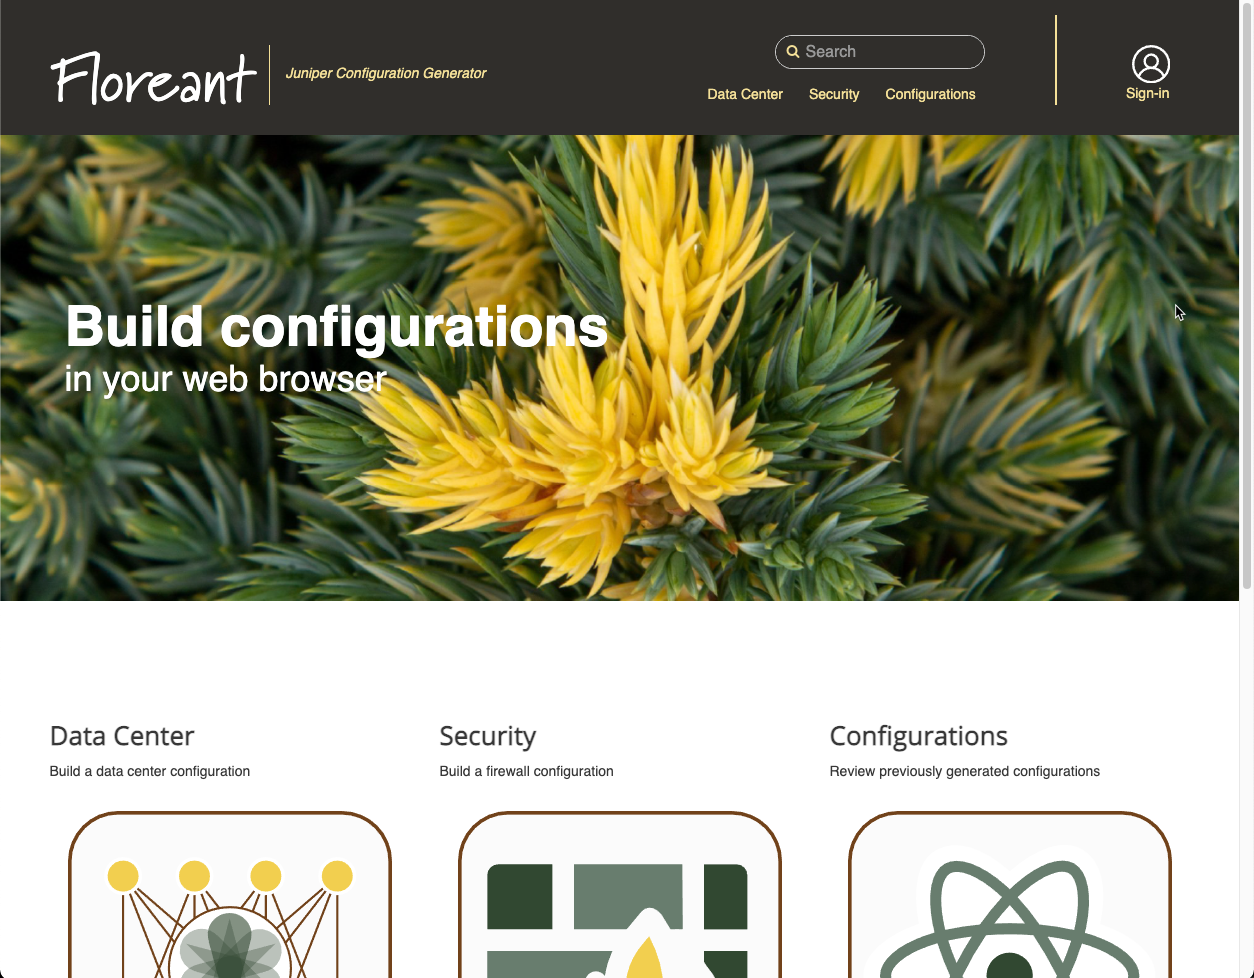 Floreant
Juniper Configuration Generator
Search
Data Center Security Configurations
Sign-in
Build configurations
in your web browser
Data Center
Build a data center configuration
Security
Build a firewall configuration
Configurations
Review previously generated configurations